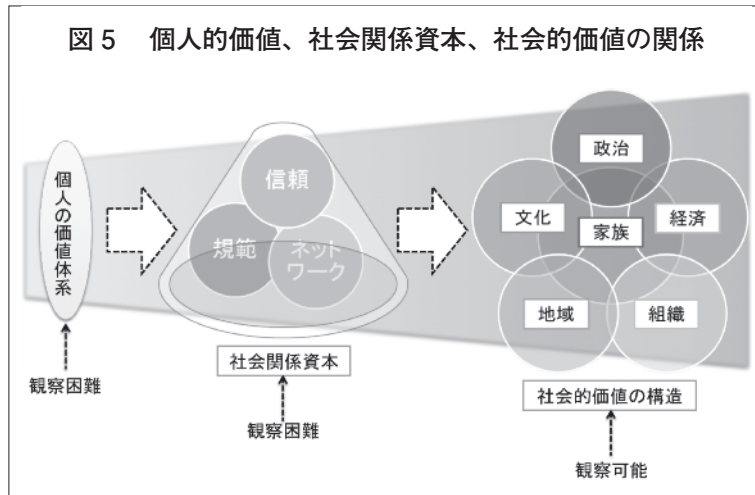 図5 個人的価値、社会関係資本、社会的価値の関係
個人の価値体系
観察困難
信頼
規範
ネット
ワーク
社会関係資本
観察困難
政治
文化
経済
家族
地域
組織
社会的価値の構造
観察可能